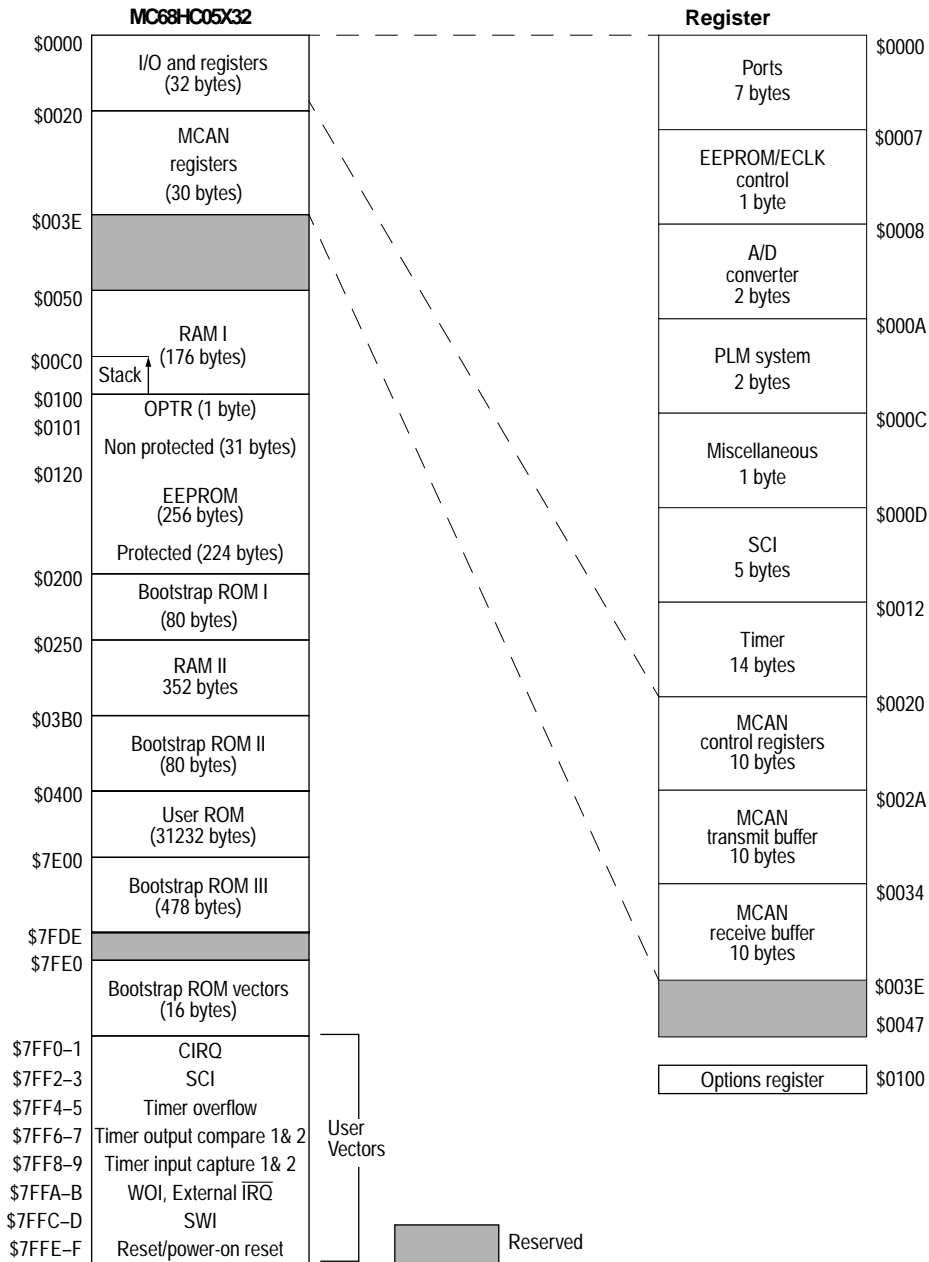 MC68HC05X32
$0000
I/O and registers
(32 bytes)
$0020
MCAN
registers
(30 bytes)
$003E
$0050
RAM I
(176 bytes)
$00C0
Stack
$0100
OPTR (1 byte)
$0101
Non protected (31 bytes)
$0120
EEPROM
(256 bytes)
Protected (224 bytes)
$0200
Bootstrap ROM I
(80 bytes)
$0250
RAM II
352 bytes
$03B0
Bootstrap ROM II
(80 bytes)
$0400
User ROM
(31232 bytes)
$7E00
Bootstrap ROM III
(478 bytes)
$7FDE
$7FE0
Bootstrap ROM vectors
(16 bytes)
$7FF0–1 CIRQ
$7FF2–3 SCI
$7FF4–5 Timer overflow
$7FF6–7 Timer output compare 1& 2
$7FF8–9 Timer input capture 1& 2
$7FFA–B WOI, External IRQ
$7FFC–D SWI
$7FFE–F Reset/power-on reset
User
Vectors
Reserved
Register
$0000
Ports
7 bytes
$0007
EEPROM/ECLK
control
1 byte
$0008
A/D
converter
2 bytes
$000A
PLM system
2 bytes
$000C
Miscellaneous
1 byte
$000D
SCI
5 bytes
$0012
Timer
14 bytes
$0020
MCAN
control registers
10 bytes
$002A
MCAN
transmit buffer
10 bytes
$0034
MCAN
receive buffer
10 bytes
$003E
$0047
Options register $0100